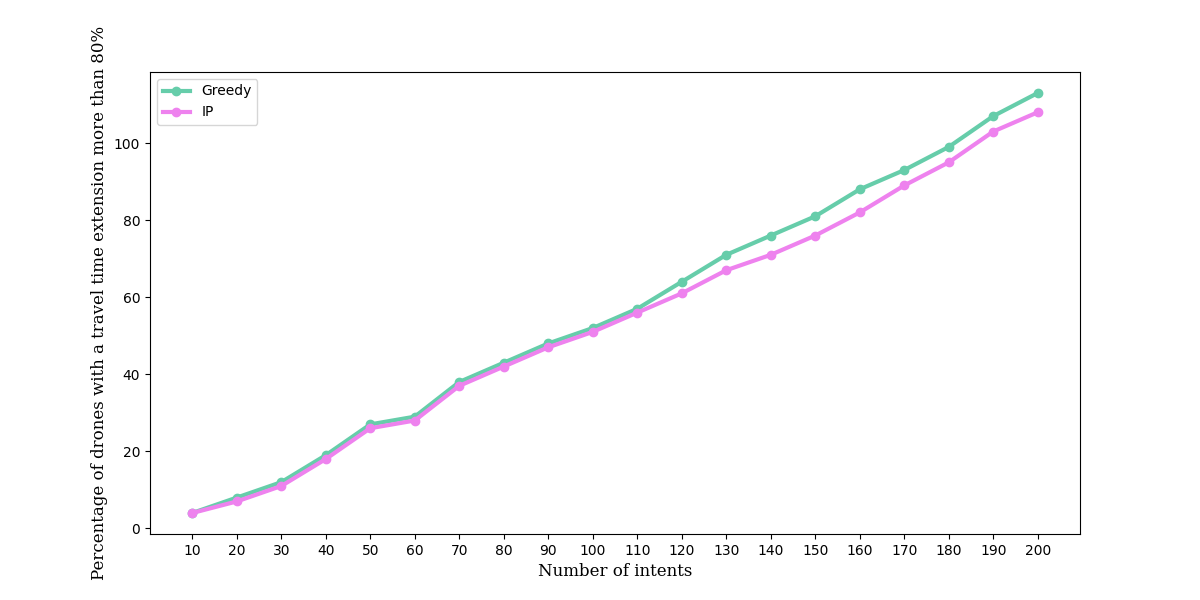 Percentage of drones with a travel time extension more than 80%
Greedy
IP
100
80
60
40
20
0
10 20 30 40 50 60 70 80 90 100 110 120 130 140 150 160 170 180 190 200
Number of intents